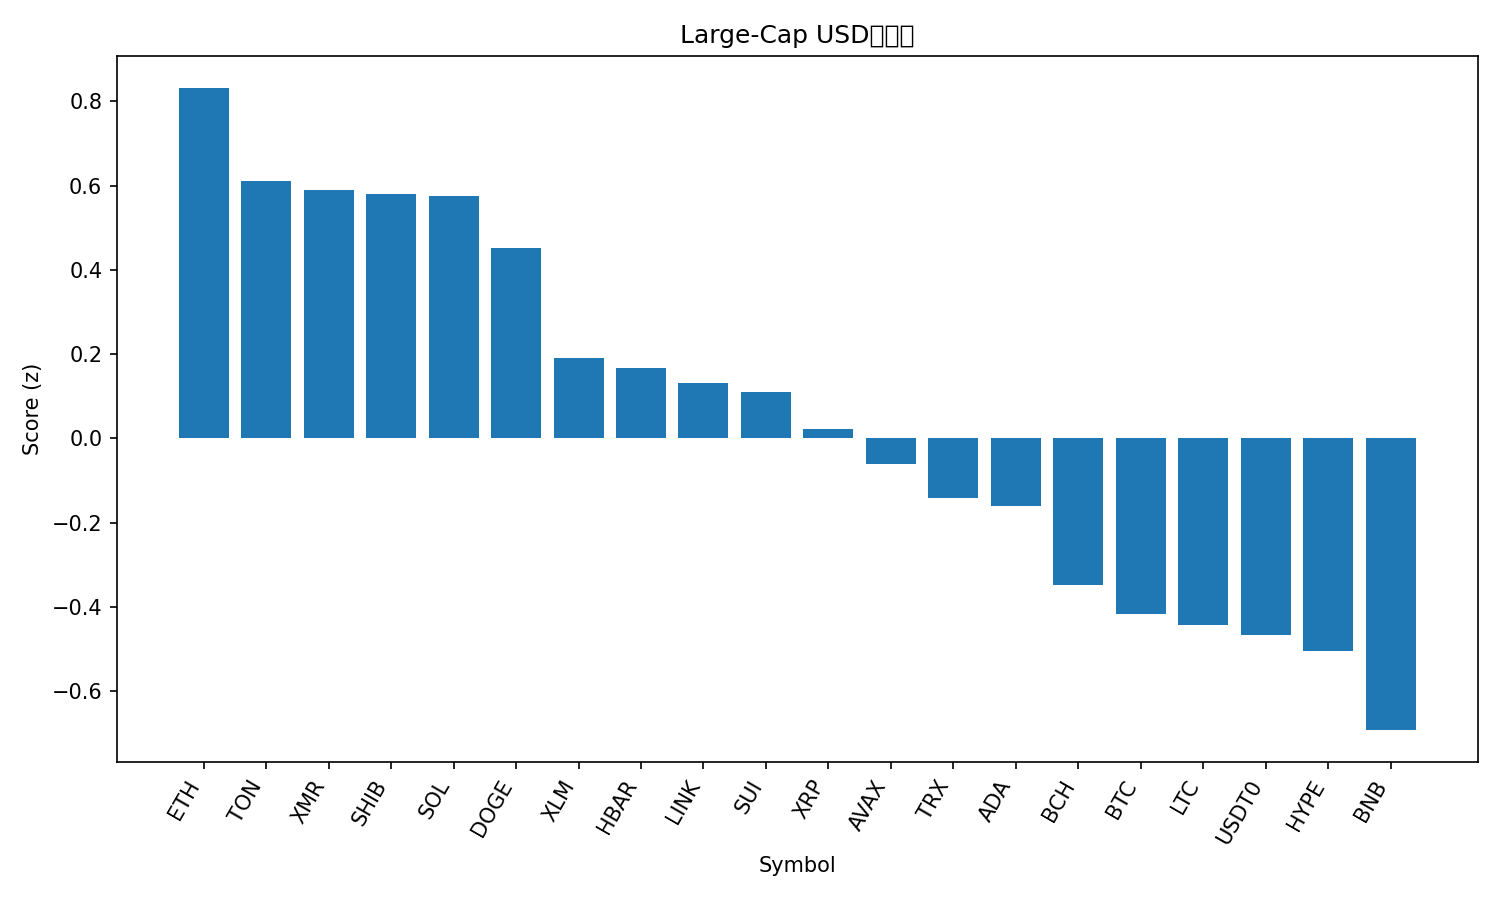 Large-Cap USD
Score (z)
0.8
0.6
0.4
0.2
0.0
−0.2
−0.4
−0.6
ETH TON XMR SHIB SOL DOGE XLM HBAR LINK SUI XRP AVAX TRX ADA BCH BTC LTC USDT0 HYPE BNB
Symbol